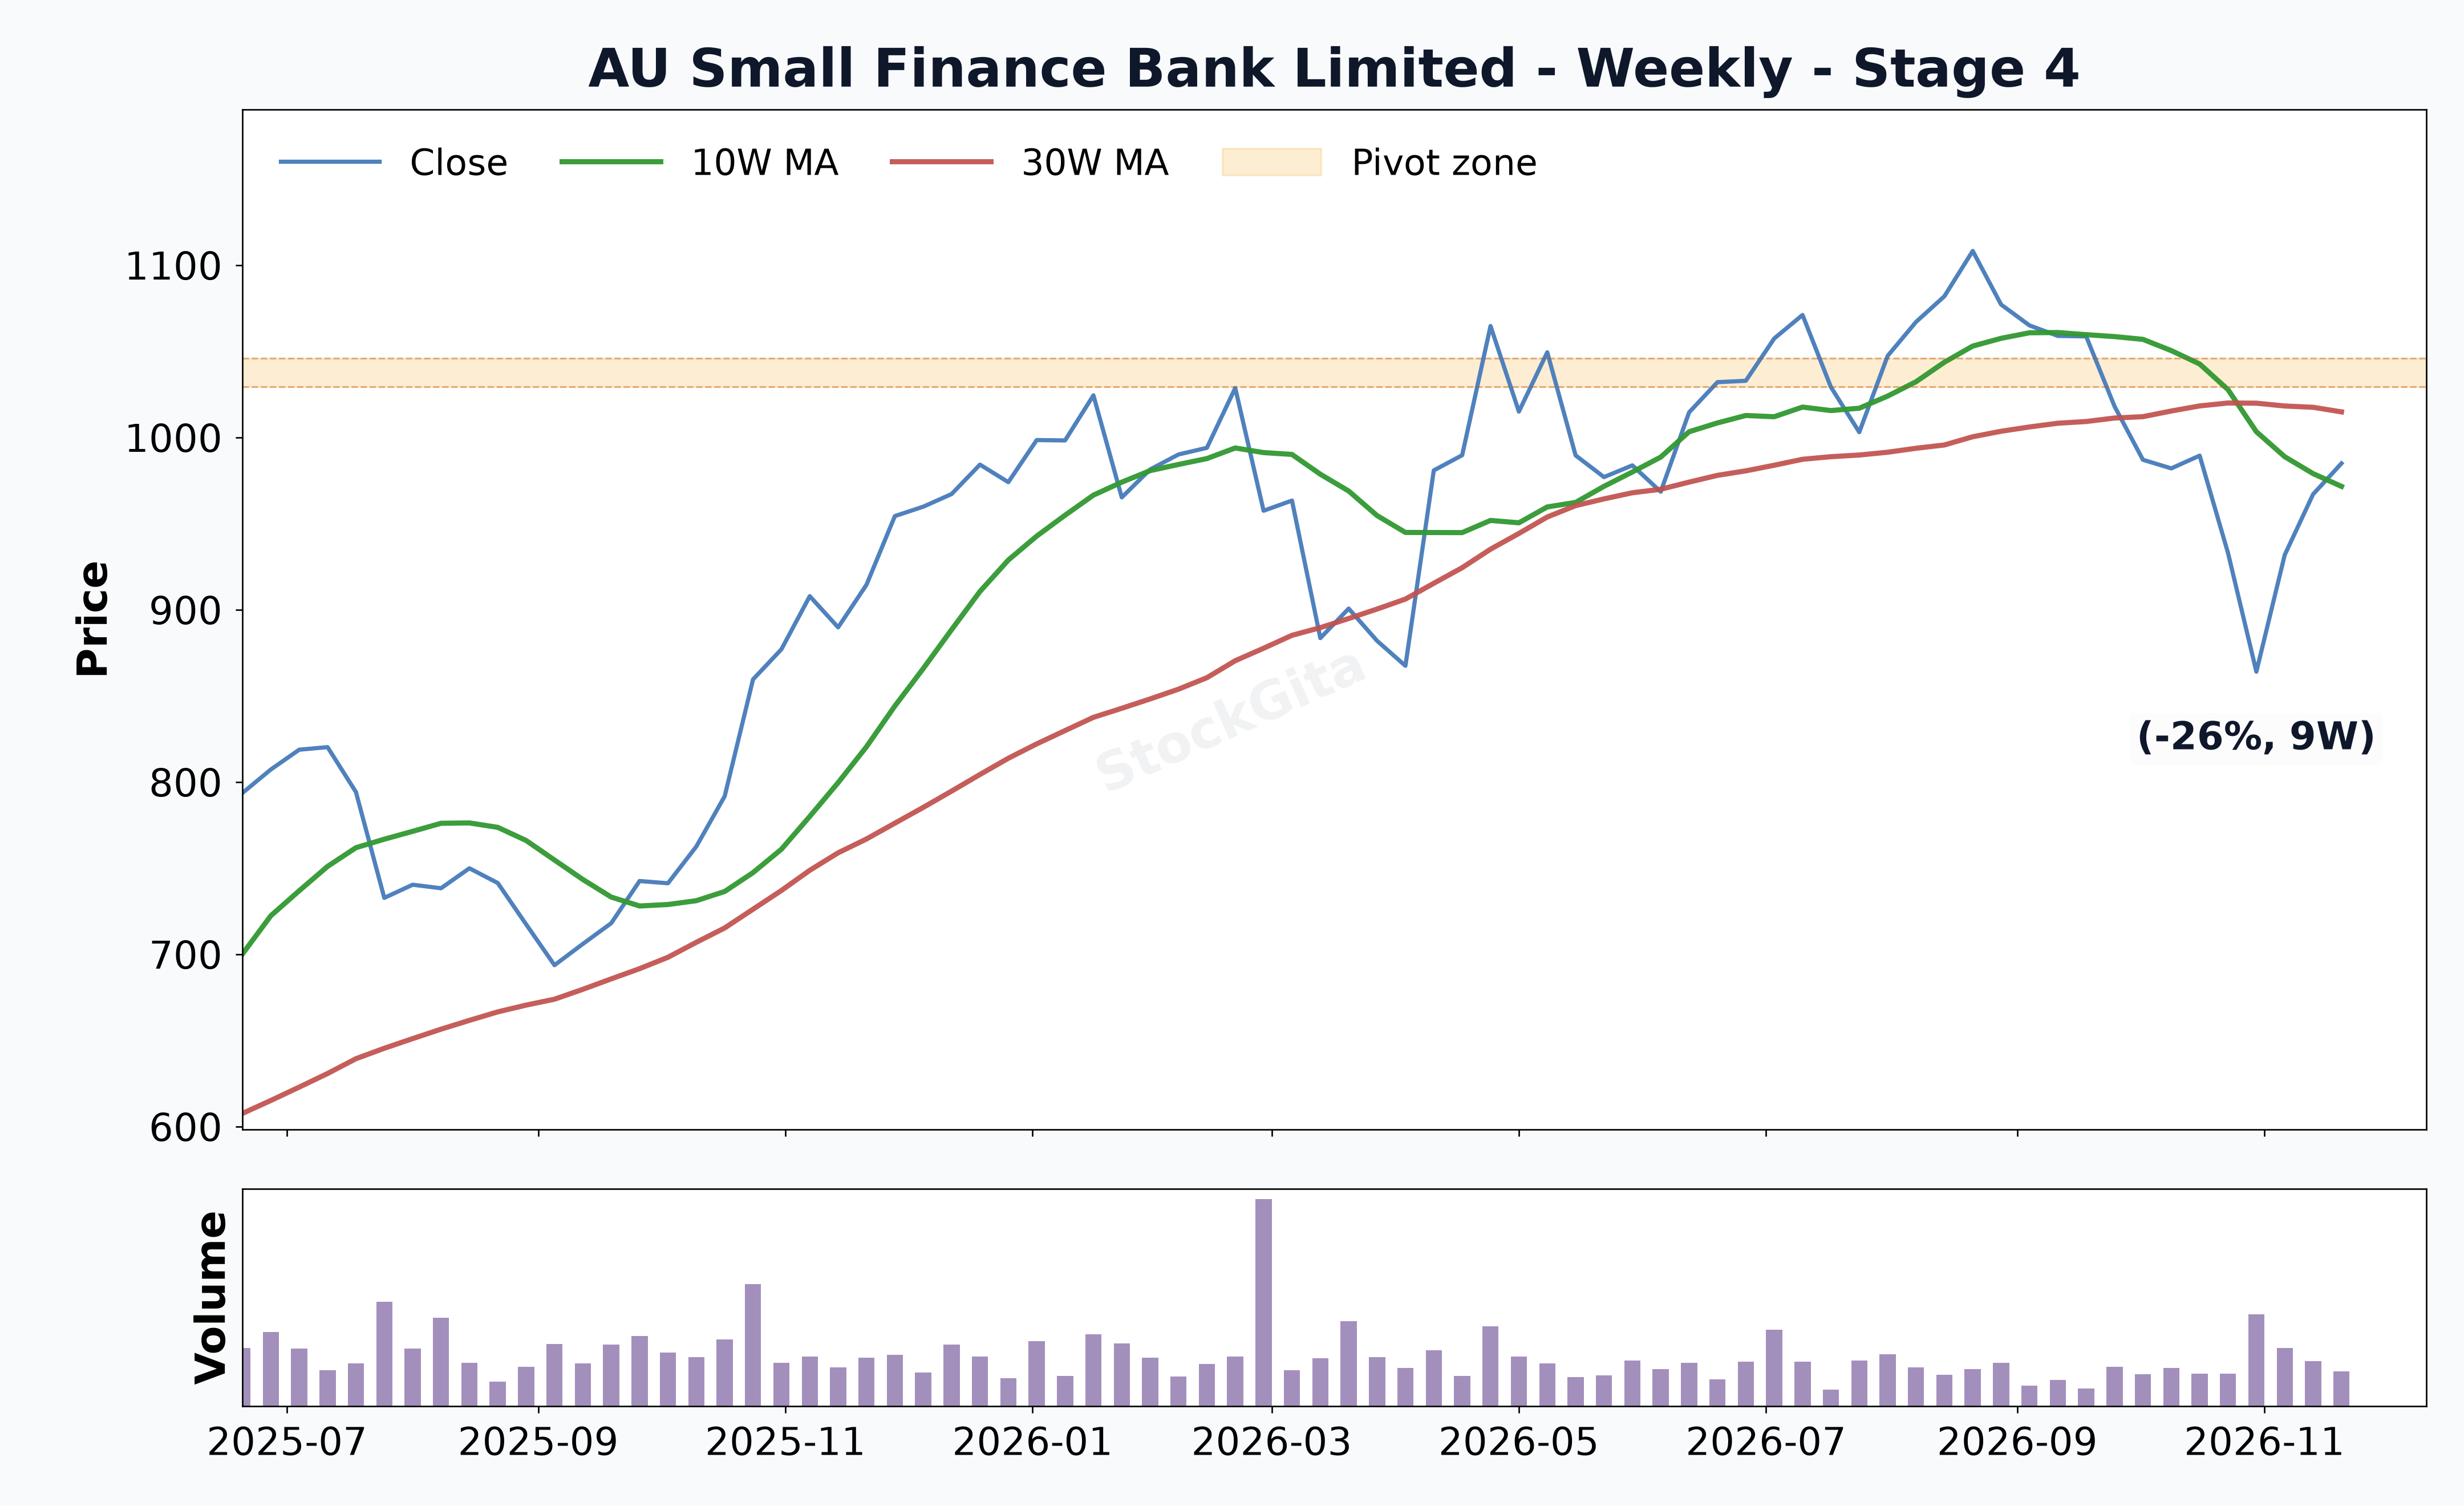 AU Small Finance Bank Limited - Weekly - Stage 4
Close 10W MA 30W MA Pivot zone
1100
1000
900
800
700
600
Price
StockGita
(-26%, 9W)
Volume
2025-07 2025-09 2025-11 2026-01 2026-03 2026-05 2026-07 2026-09 2026-11